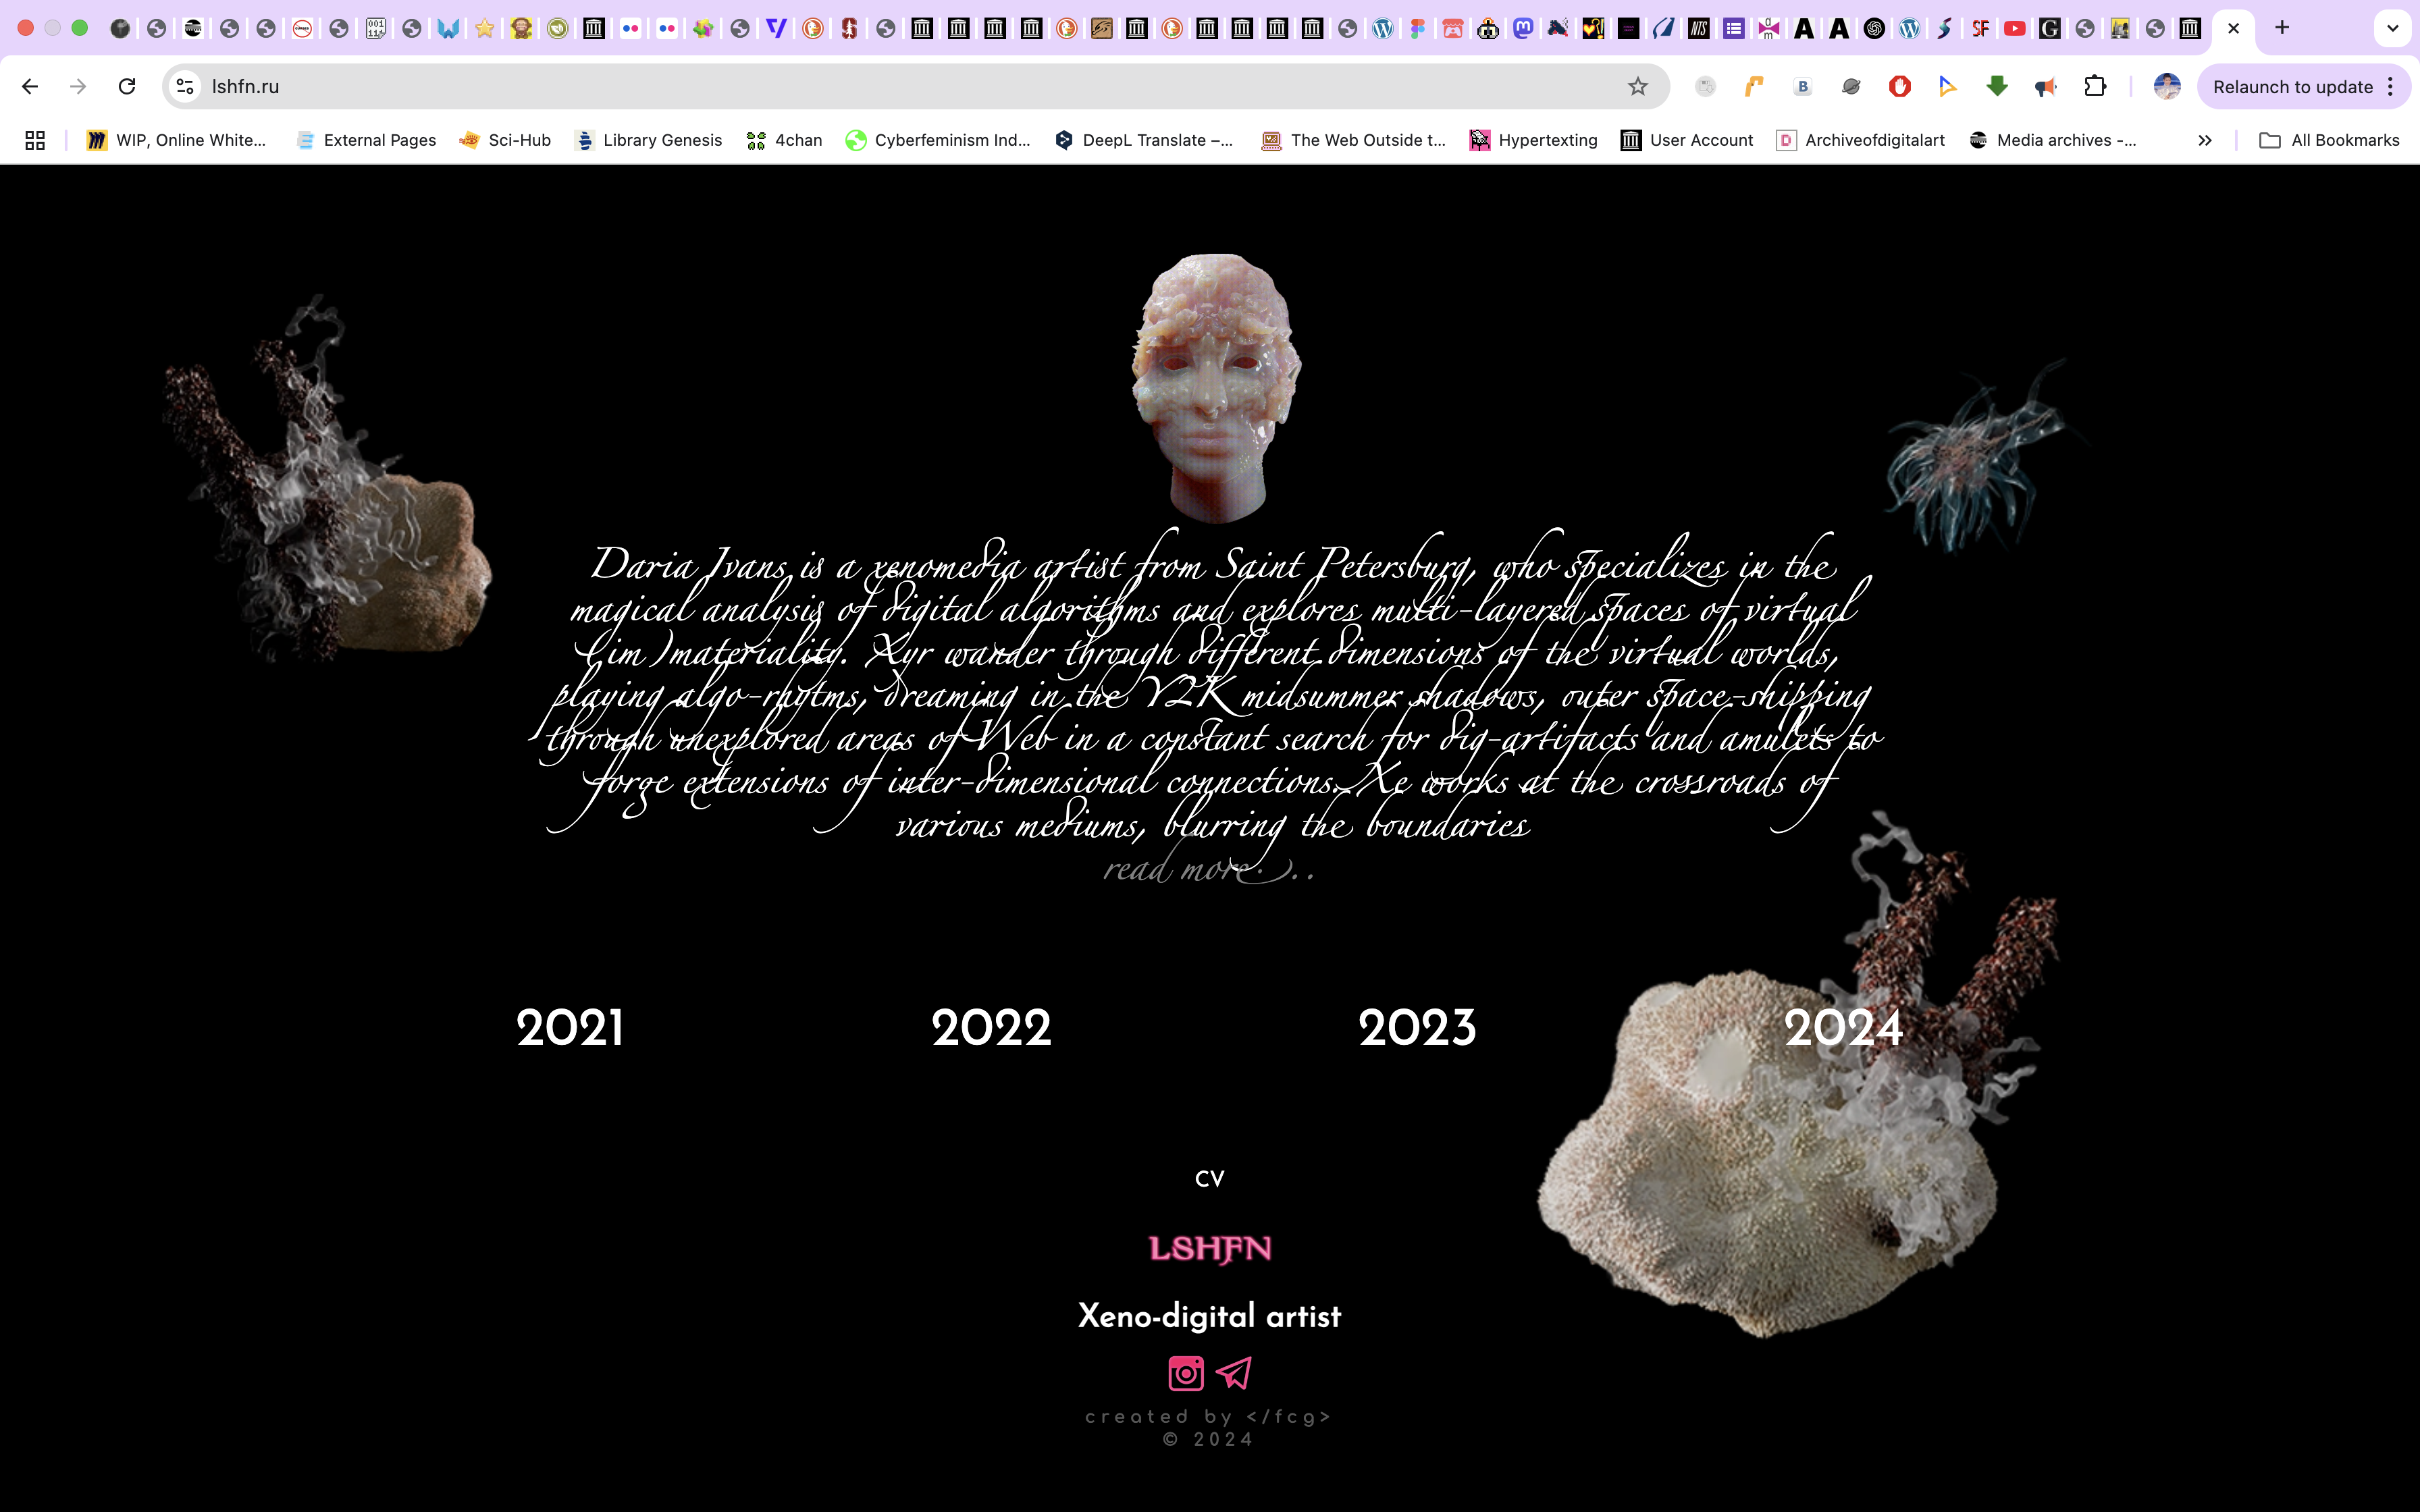 lshfn.ru
Relaunch to update
WIP, Online White...
External Pages
Sci-Hub
Library Genesis
4chan
Cyberfeminism Ind...
DeepL Translate –...
The Web Outside t...
Hypertexting
User Account
Archiveofdigitalart
Media archives -...
All Bookmarks
Daria Ivans is a xenomedia artist from Saint Petersburg, who specializes in the
magical analysis of digital algorithms and explores multi-layered spaces of virtual
(im)materiality. Xyr wander through different dimensions of the virtual worlds,
playing algo-rhytms, dreaming in the Y2K midsummer shadows, outer space-shipping
through unexplored areas of Web in a constant search for dig-artifacts and amulets to
forge extensions of inter-dimensional connections. Xe works at the crossroads of
various mediums, blurring the boundaries
read more...
2021 2022 2023 2024
CV
LSHFN
Xeno-digital artist
created by </fcg>
© 2024